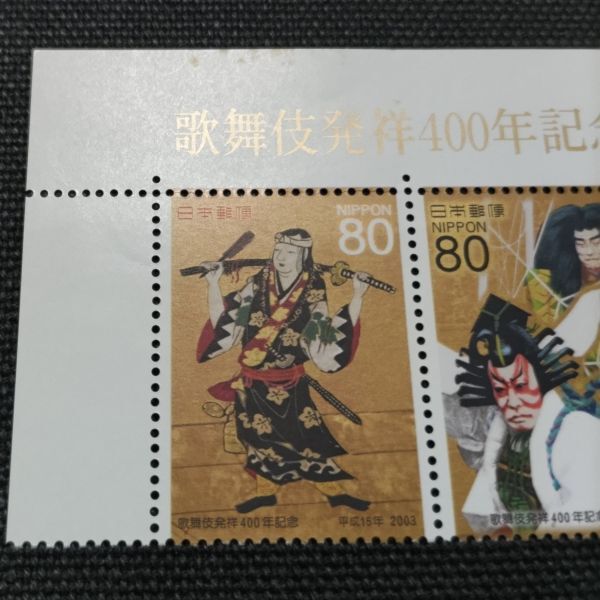 歌舞伎発祥400年記念
日本郵便 NIPPON 80
歌舞伎発祥400年記念 平成15年 2003
日本郵便
NIPPON
80
歌舞伎発祥400年記念